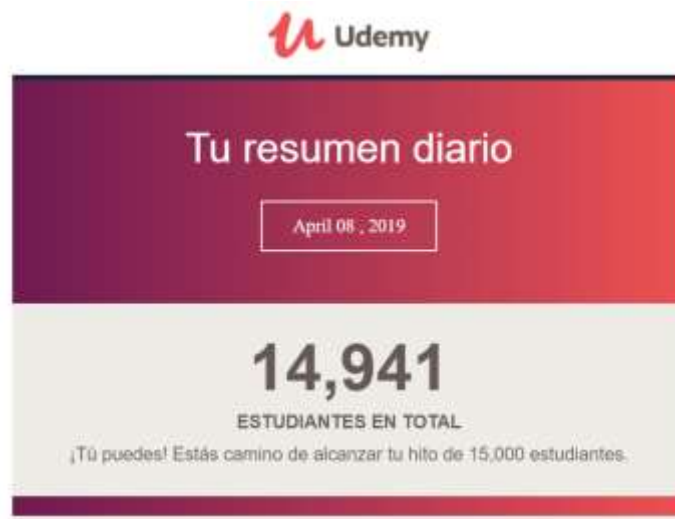 Udemy
Tu resumen diario
April 08 , 2019
14,941
ESTUDIANTES EN TOTAL
¡Tú puedes! Estás camino de alcanzar tu hito de 15,000 estudiantes.